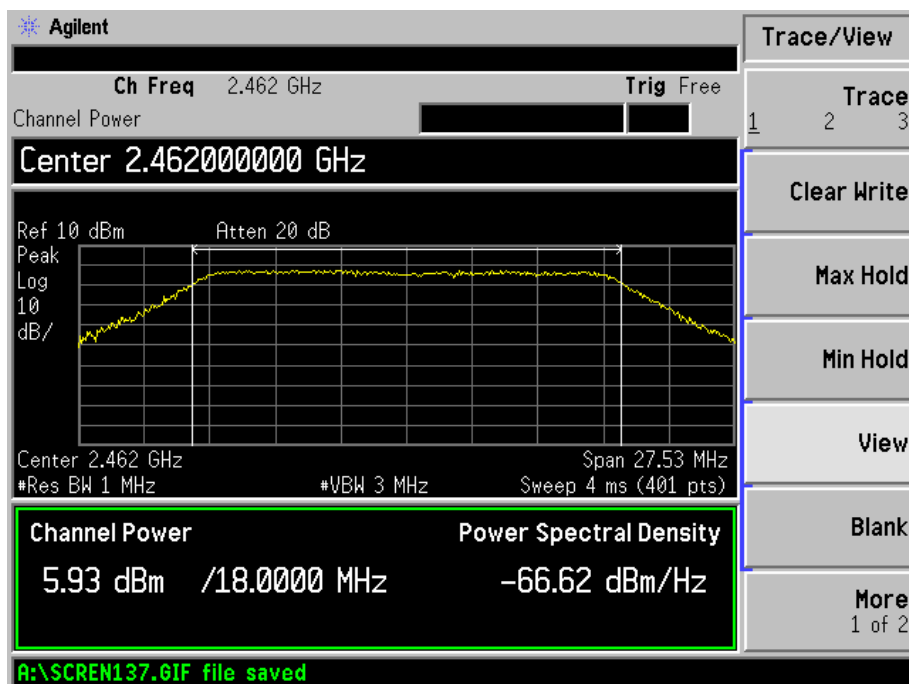 Agilent
Trace/View
Ch Freq 2.462 GHz Trig Free
Channel Power
Trace
1 2 3
Center 2.462000000 GHz
Clear Write
Ref 10 dBm Atten 20 dB
Peak
Log
10
dB/
Max Hold
Min Hold
View
Center 2.462 GHz Span 27.53 MHz
#Res BW 1 MHz #VBW 3 MHz Sweep 4 ms (401 pts)
Blank
Channel Power Power Spectral Density
5.93 dBm /18.0000 MHz -66.62 dBm/Hz
More
1 of 2
A:\SCREN137.GIF file saved